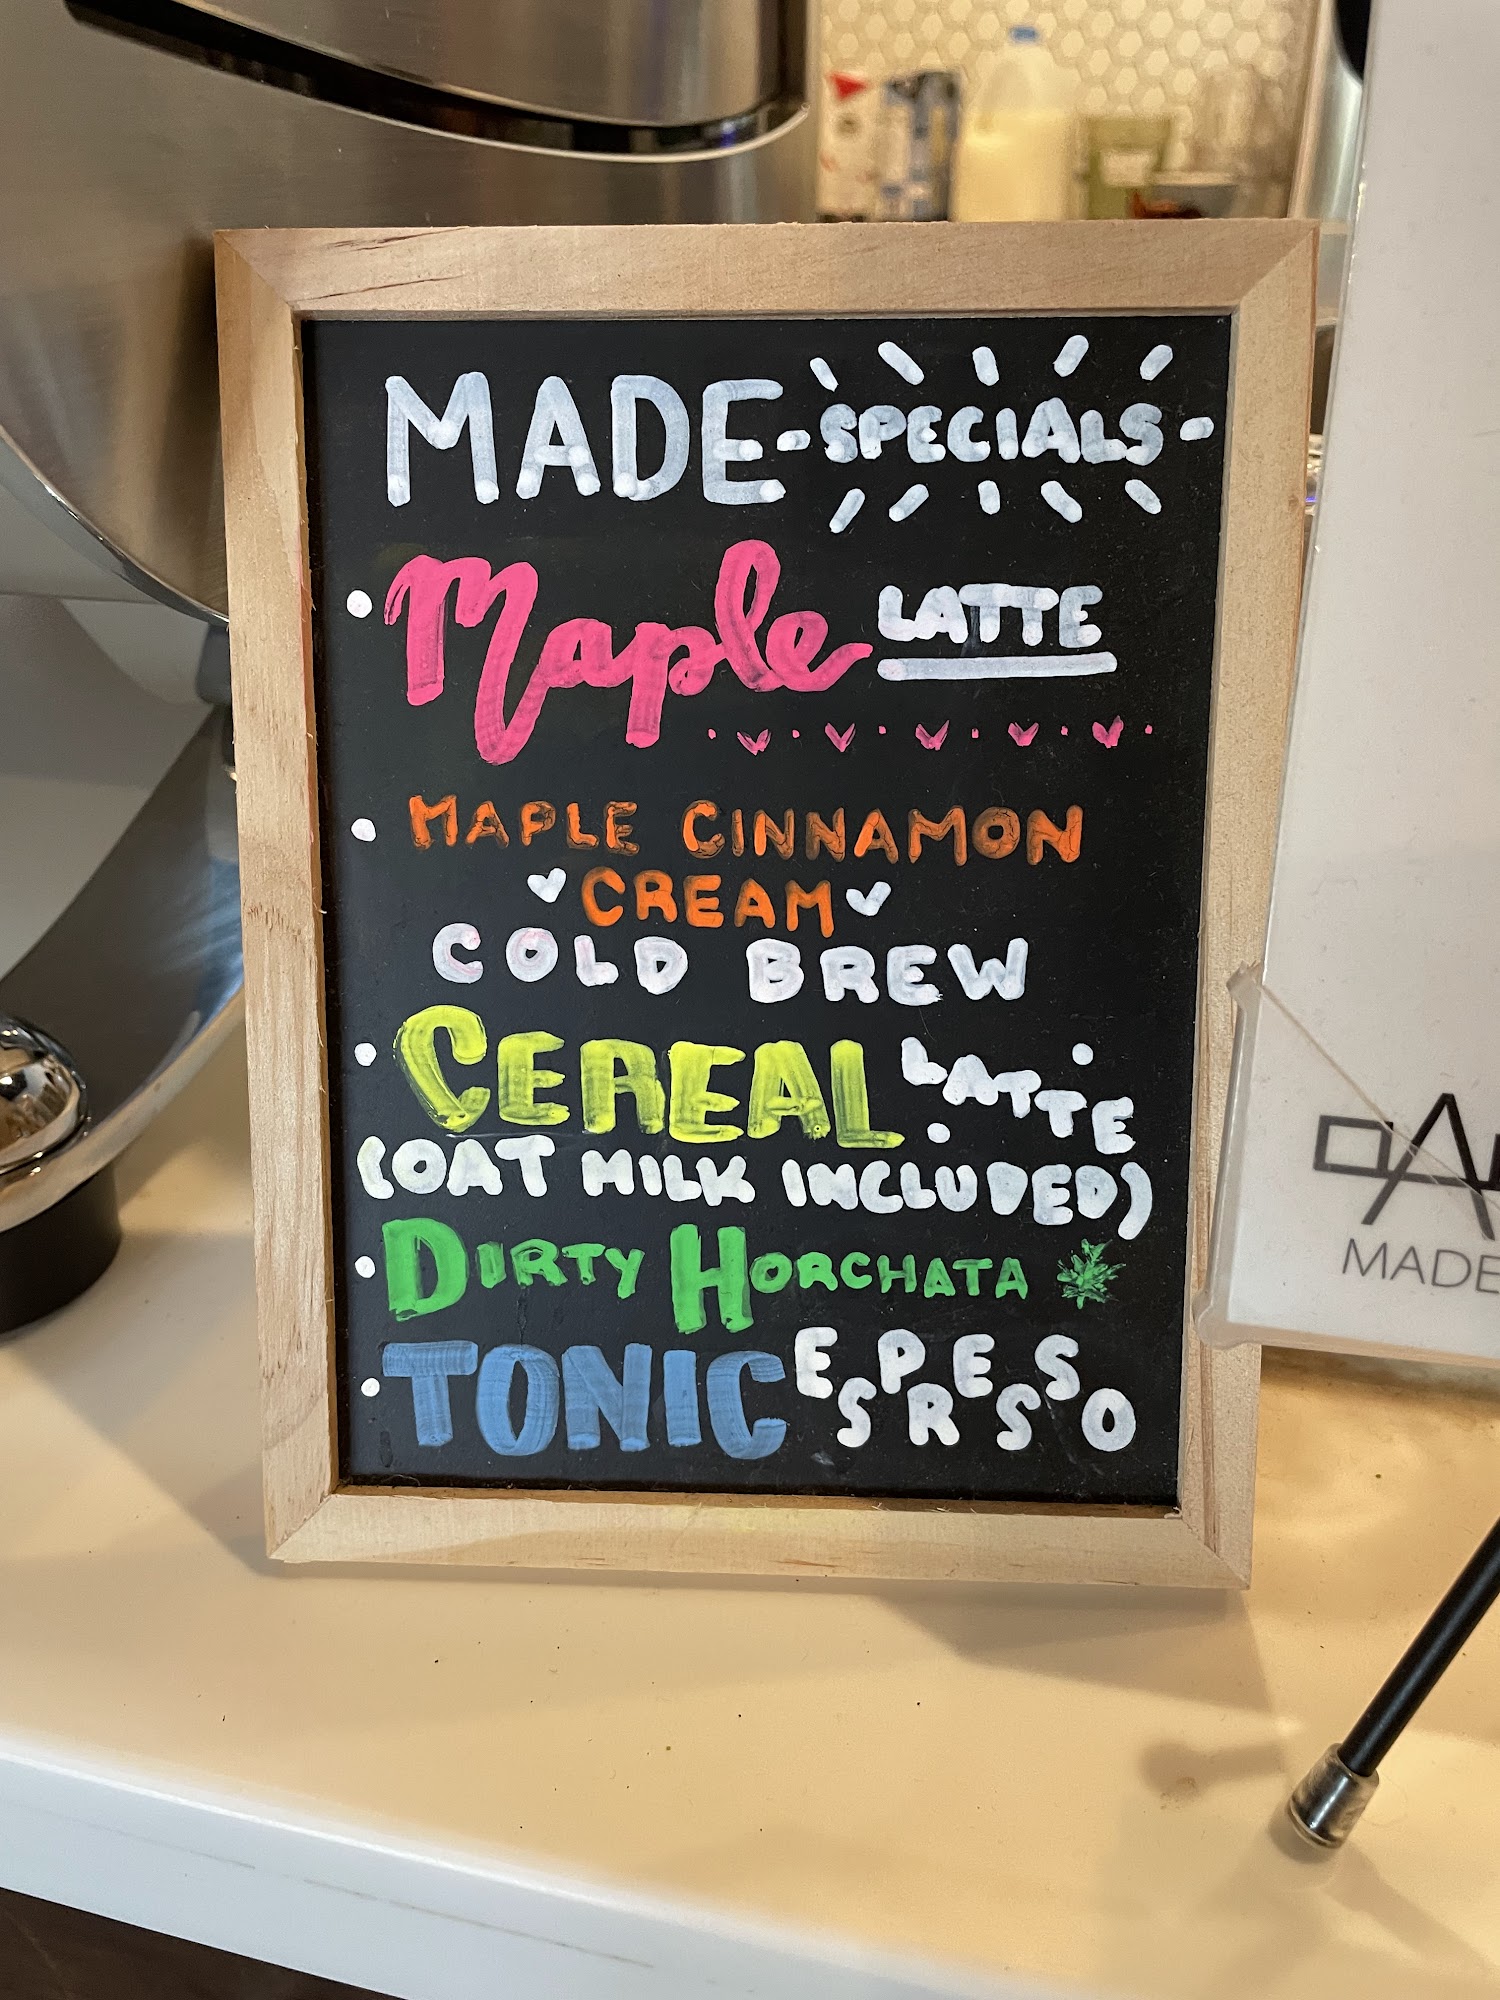 MADE SPECIALS
Maple LATTE
MAPLE CINNAMON
CREAM
COLD BREW
CEREAL LATTE
(OAT MILK INCLUDED)
DIRTY HORCHATA
TONIC ESPRESSO
MADE